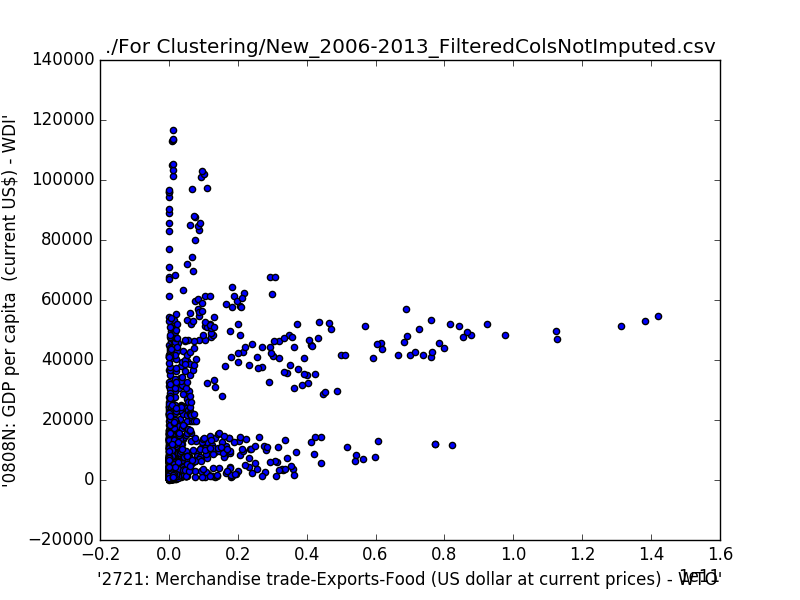 ./For Clustering/New_2006-2013_FilteredColsNotImputed.csv
140000
120000
100000
80000
60000
40000
20000
0
−20000
'0808N: GDP per capita (current US$) - WDI'
−0.2 0.0 0.2 0.4 0.6 0.8 1.0 1.2 1.4 1.6
1e11
'2721: Merchandise trade-Exports-Food (US dollar at current prices) - WTO'